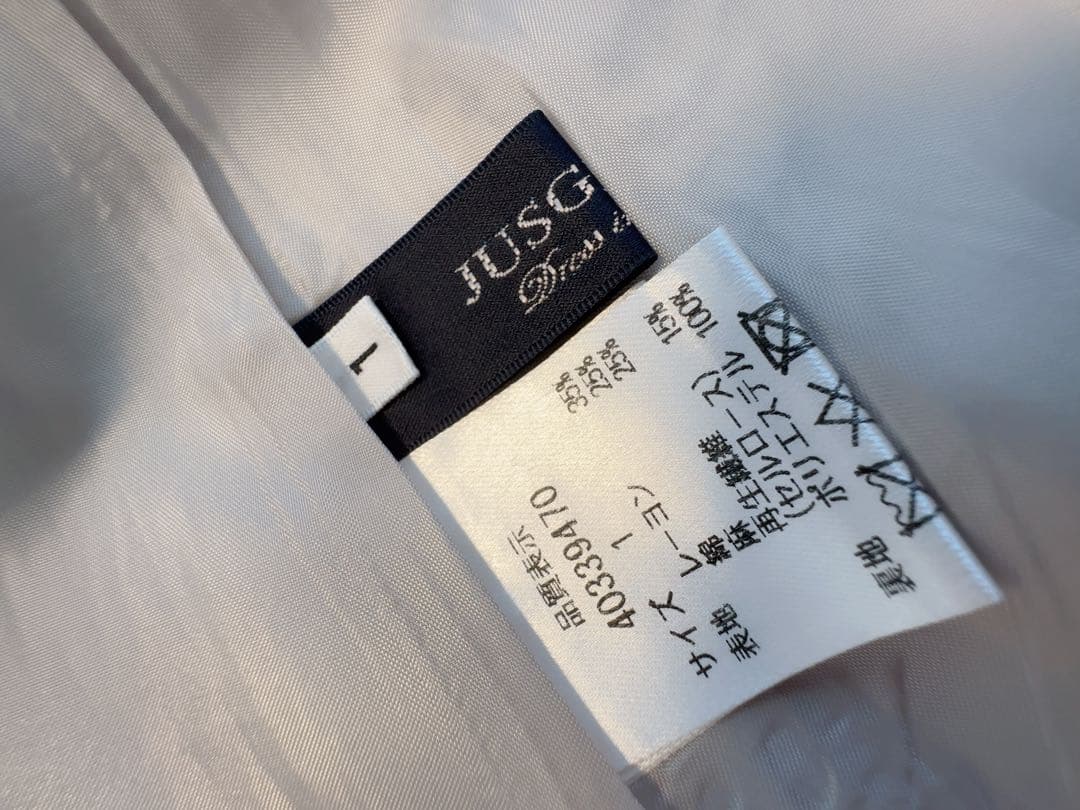 JUSG
Dress i
1
品質表示
40339470
サイズ 1
表地 レーヨン 35%
綿 25%
麻 25%
再生繊維
(セルロース) 15%
裏地 ポリエステル 100%